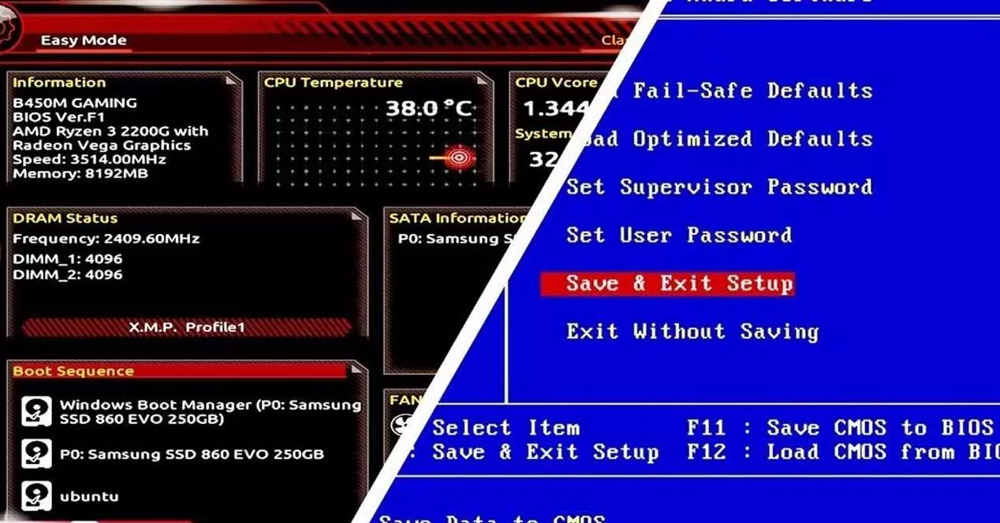 Easy Mode
Information
B450M GAMING
BIOS Ver.F1
AMD Ryzen 3 2200G with
Radeon Vega Graphics
Speed: 3514.00MHz
Memory: 8192MB
CPU Temperature
38.0 °C
CPU Vcore
1.344
System
32
DRAM Status
Frequency: 2409.60MHz
DIMM_1: 4096
DIMM_2: 4096
X.M.P. Profile1
SATA Information
P0: Samsung
Boot Sequence
Windows Boot Manager (P0: Samsung
SSD 860 EVO 250GB)
P0: Samsung SSD 860 EVO 250GB
ubuntu
FAN
Fail-Safe Defaults
Optimized Defaults
Set Supervisor Password
Set User Password
Save & Exit Setup
Exit Without Saving
Select Item
F11 : Save CMOS to BIOS
: Save & Exit Setup
F12 : Load CMOS from
Save Data to CMOS